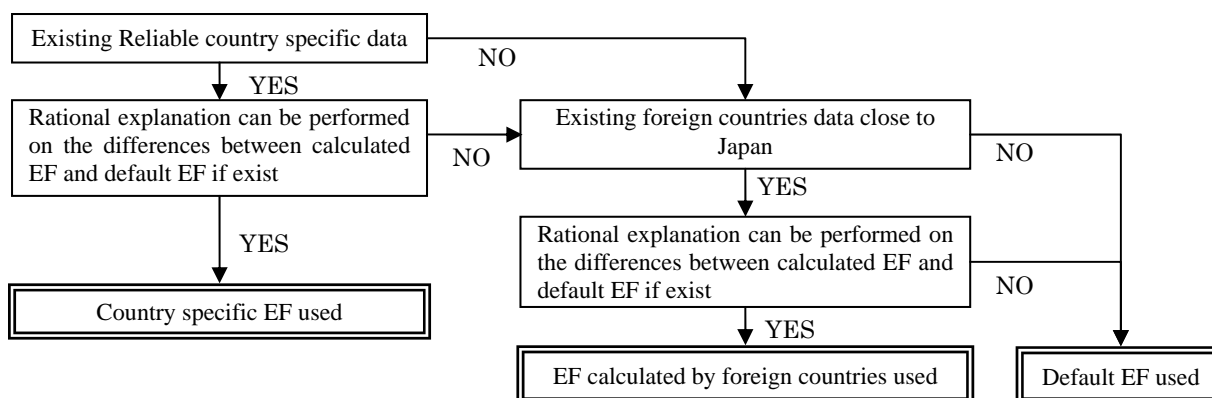 Existing Reliable country specific data
NO
YES
Rational explanation can be performed
on the differences between calculated
EF and default EF if exist
NO
Existing foreign countries data close to
Japan
NO
YES
YES
Rational explanation can be performed on
the differences between calculated EF and
default EF if exist
NO
Country specific EF used
YES
EF calculated by foreign countries used
Default EF used